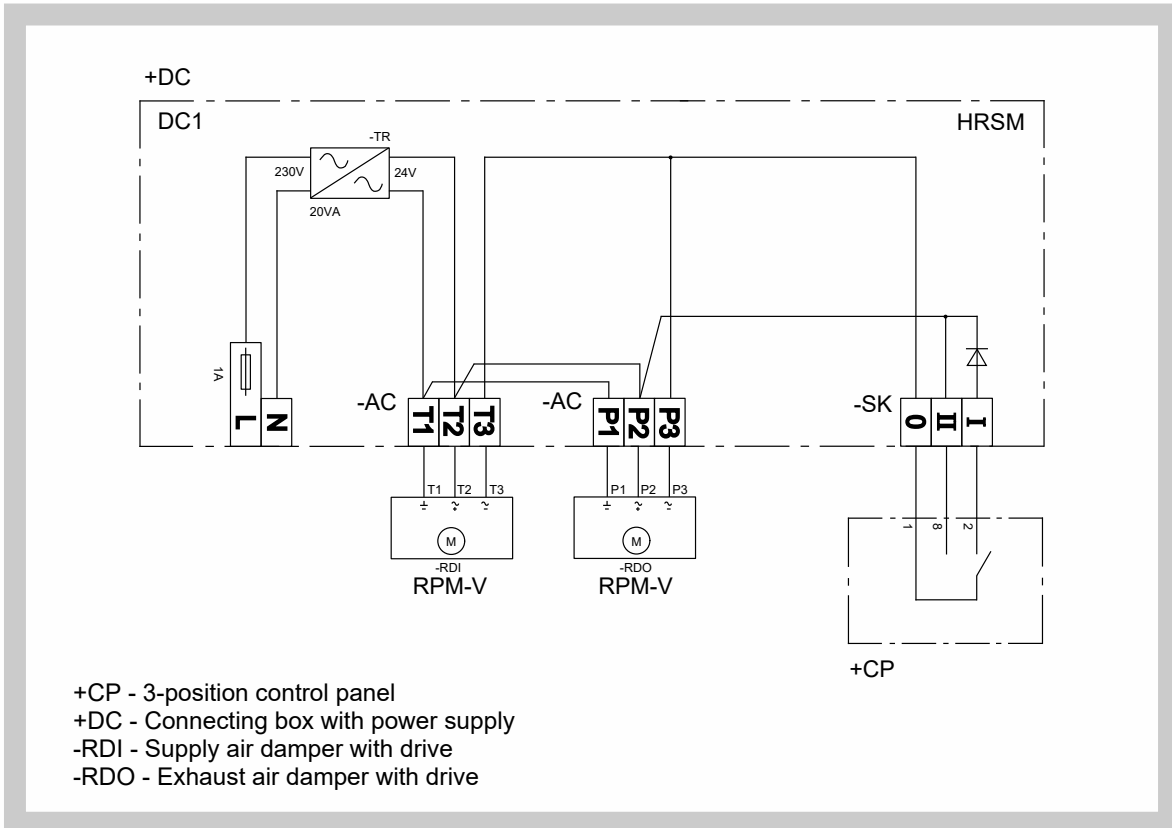 +DC
DC1
HRSM
-TR
230V
24V
20VA
1A
L
N
-AC
T1
T2
T3
-AC
P1
P2
P3
-SK
0
II
I
T1
T2
T3
P1
P2
P3
M
M
-RDI
-RDO
RPM-V
RPM-V
1
8
2
+CP
+CP - 3-position control panel
+DC - Connecting box with power supply
-RDI - Supply air damper with drive
-RDO - Exhaust air damper with drive